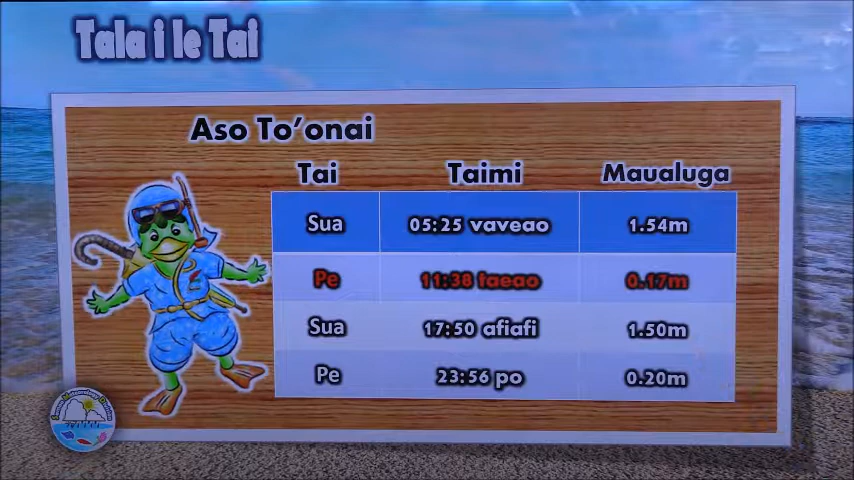 Tala i le Tai
Aso To'onai
Tai Taimi Maualuga
Sua 05:25 vaveao 1.54m
Pe 11:38 taeao 0.17m
Sua 17:50 afiafi 1.50m
Pe 23:56 po 0.20m